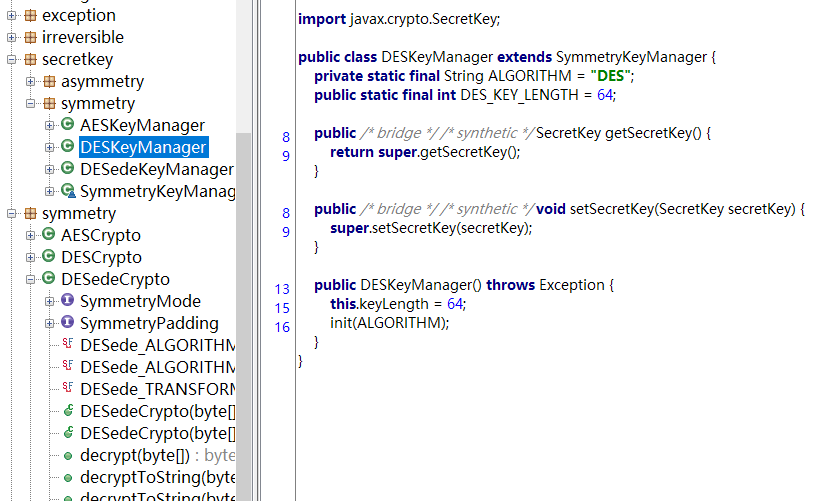 exception
irreversible
secretkey
asymmetry
symmetry
AESKeyManager
DESKeyManager
DESedeKeyManager
SymmetryKeyManag
symmetry
AESCrypto
DESCrypto
DESedeCrypto
SymmetryMode
SymmetryPadding
DESede_ALGORITHM
DESede_ALGORITHM
DESede_TRANSFORM
DESedeCrypto(byte[]
DESedeCrypto(byte[]
decrypt(byte[]) : byte
decryptToString(byte
decryptToString(byte
import javax.crypto.SecretKey;
public class DESKeyManager extends SymmetryKeyManager {
private static final String ALGORITHM = "DES";
public static final int DES_KEY_LENGTH = 64;
8 public /* bridge */ /* synthetic */ SecretKey getSecretKey() {
9 return super.getSecretKey();
}
8 public /* bridge */ /* synthetic */ void setSecretKey(SecretKey secretKey) {
9 super.setSecretKey(secretKey);
}
13 public DESKeyManager() throws Exception {
15 this.keyLength = 64;
16 init(ALGORITHM);
}
}